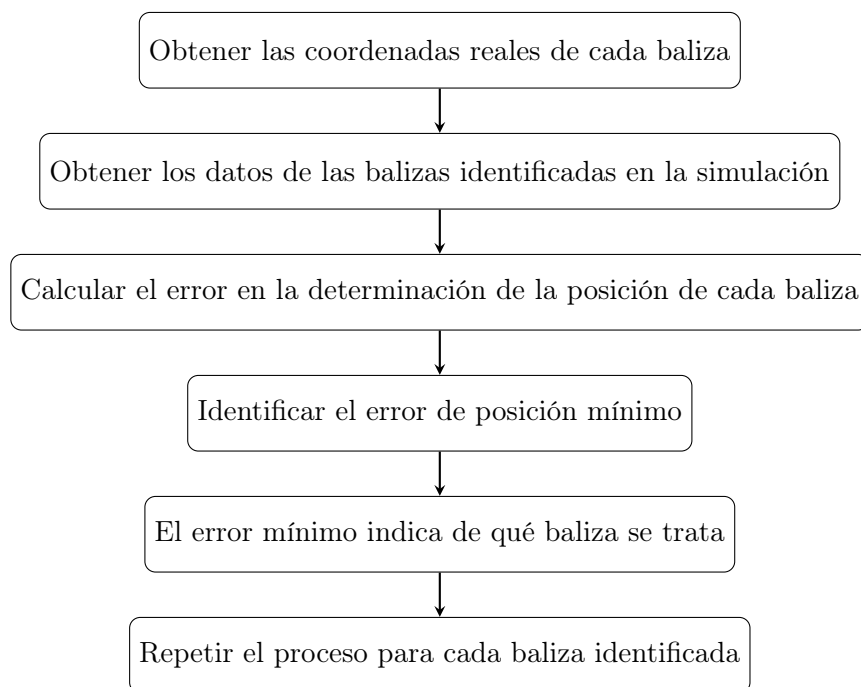 Obtener las coordenadas reales de cada baliza
Obtener los datos de las balizas identificadas en la simulación
Calcular el error en la determinación de la posición de cada baliza
Identificar el error de posición mínimo
El error mínimo indica de qué baliza se trata
Repetir el proceso para cada baliza identificada